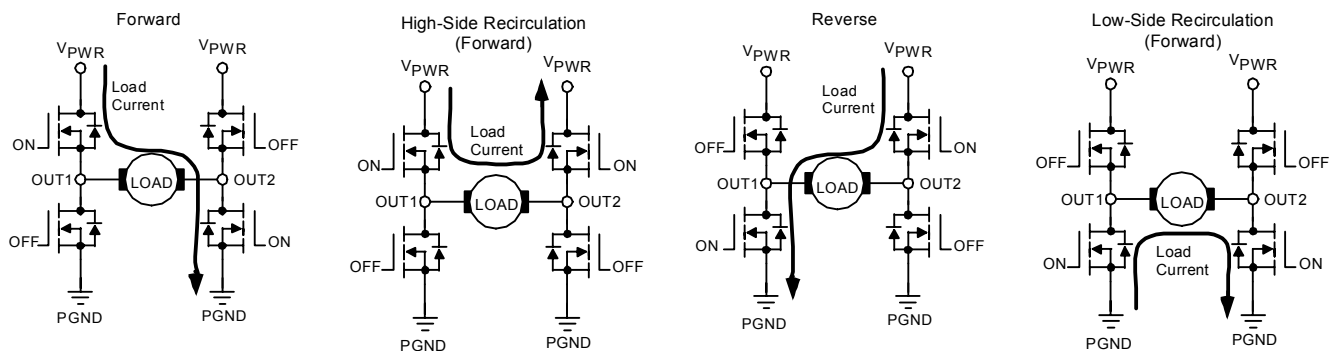 Forward
VPWR
VPWR
Load
Current
ON
OFF
OUT1
LOAD
OUT2
OFF
ON
PGND
PGND
High-Side Recirculation
(Forward)
VPWR
VPWR
Load
Current
ON
ON
OUT1
LOAD
OUT2
OFF
OFF
PGND
PGND
Reverse
VPWR
VPWR
Load
Current
OFF
ON
OUT1
LOAD
OUT2
ON
OFF
PGND
PGND
Low-Side Recirculation
(Forward)
VPWR
VPWR
OFF
OFF
OUT1
LOAD
OUT2
ON
Load
Current
ON
PGND
PGND